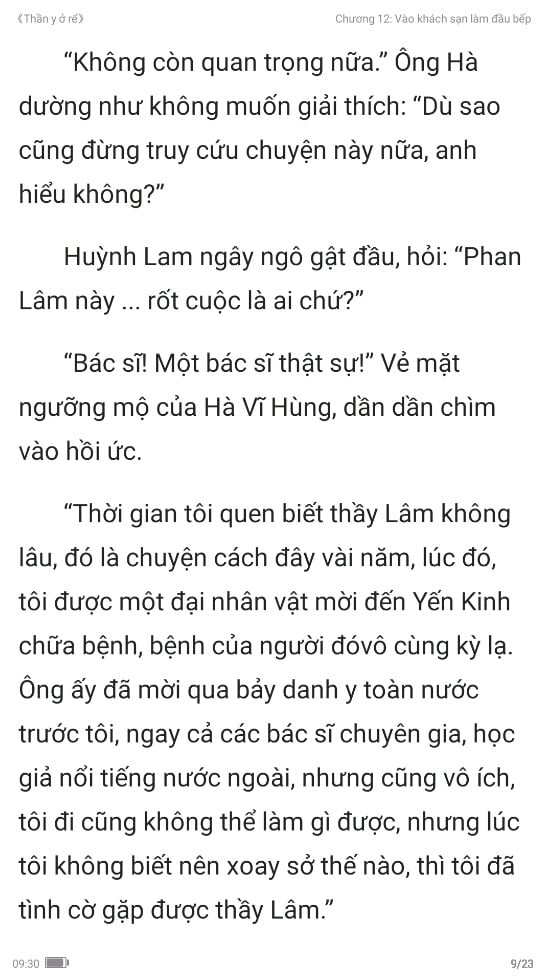 《Thần y ở rể》
Chương 12: Vào khách sạn làm đầu bếp
“Không còn quan trọng nữa.” Ông Hà
dường như không muốn giải thích: “Dù sao
cũng đừng truy cứu chuyện này nữa, anh
hiểu không?”
Huỳnh Lam ngây ngô gật đầu, hỏi: “Phan
Lâm này ... rốt cuộc là ai chứ?”
“Bác sĩ! Một bác sĩ thật sự!” Vẻ mặt
ngưỡng mộ của Hà Vĩ Hùng, dần dần chìm
vào hồi ức.
“Thời gian tôi quen biết thầy Lâm không
lâu, đó là chuyện cách đây vài năm, lúc đó,
tôi được một đại nhân vật mời đến Yến Kinh
chữa bệnh, bệnh của người đóvô cùng kỳ lạ.
Ông ấy đã mời qua bảy danh y toàn nước
trước tôi, ngay cả các bác sĩ chuyên gia, học
giả nổi tiếng nước ngoài, nhưng cũng vô ích,
tôi đi cũng không thể làm gì được, nhưng lúc
tôi không biết nên xoay sở thế nào, thì tôi đã
tình cờ gặp được thầy Lâm.”
09:30
9/23